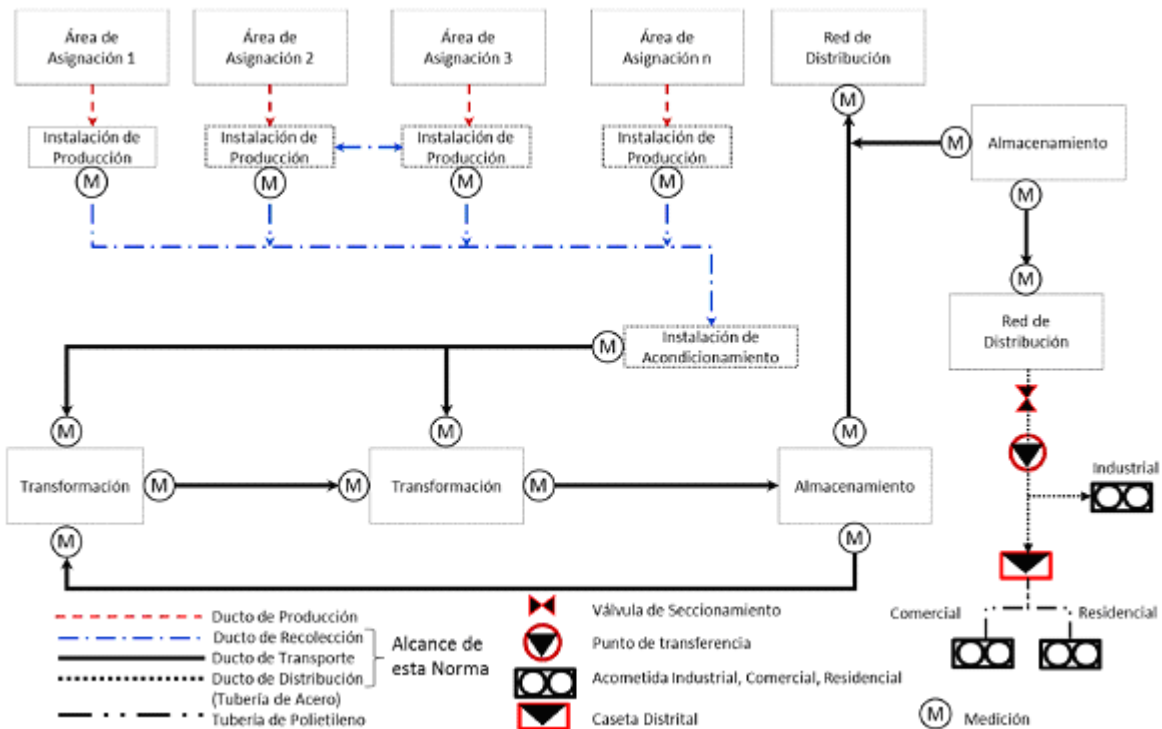 Área de
Asignación 1
Área de
Asignación 2
Área de
Asignación 3
Área de
Asignación n
Red de
Distribución
M
Instalación de
Producción
Instalación de
Producción
Instalación de
Producción
Instalación de
Producción
M
Almacenamiento
M
M
M
M
M
M
Red de
Distribución
M
Instalación de
Acondicionamiento
M
M
M
Transformación
M
M
Transformación
M
Almacenamiento
M
M
Industrial
Comercial
Residencial
Ducto de Producción
Ducto de Recolección
Ducto de Transporte
Ducto de Distribución
(Tubería de Acero)
Tubería de Polietileno
Alcance de
esta Norma
Válvula de Seccionamiento
Punto de transferencia
Acometida Industrial, Comercial, Residencial
Caseta Distrital
M
Medición